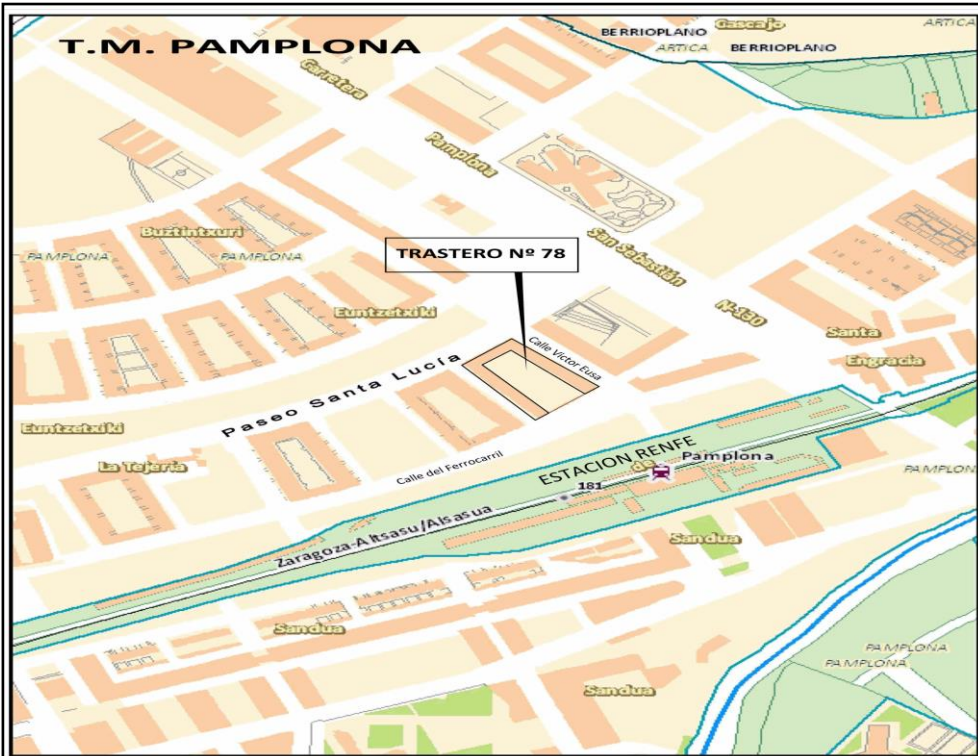 T.M. PAMPLONA
Gascajo
ARTICA
BERRIOPLANO
ARTICA
BERRIOPLANO
Carretera
Pamplona
Buztintxuri
PAMPLONA
PAMPLONA
TRASTERO Nº 78
San Sebastián
N-130
Euntzetxiki
Santa
Engracia
Calle Victor Eusa
Paseo Santa Lucía
Euntzetxiki
La Tejería
Calle del Ferrocarril
ESTACION RENFE
de
Pamplona
181
PAMPLON
Zaragoza-Altsasu/Alsasua
Sandua
Sandua
PAMPLONA
PAMPLONA
Sandua